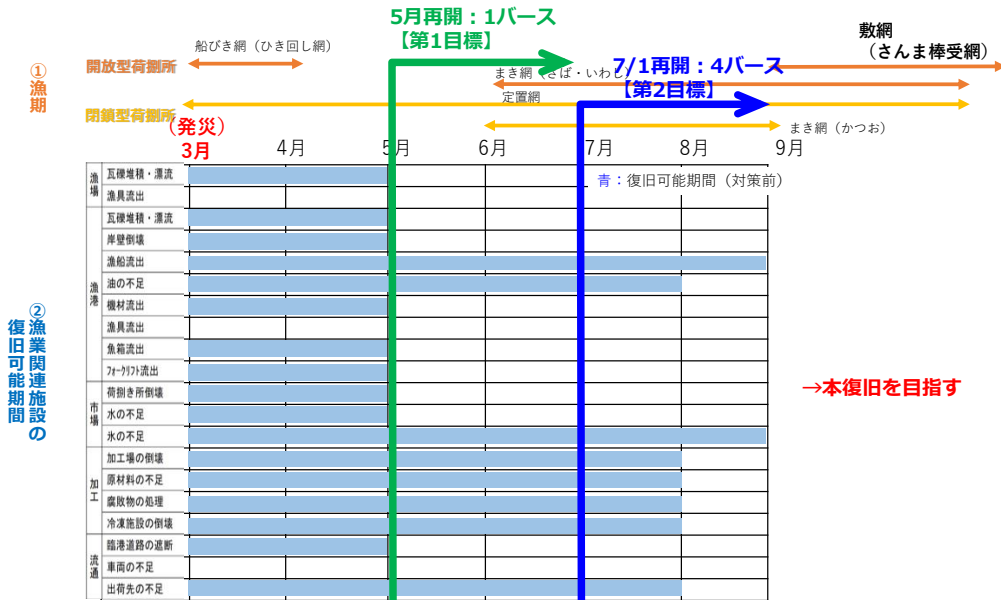 5月再開：1バース
【第1目標】
船びき網（ひき回し網）
敷網
（さんま棒受網）
①漁期
開放型荷捌所
まき網（さば・いわし）
7/1再開：4バース
【第2目標】
定置網
閉鎖型荷捌所
まき網（かつお）
（発災）
3月
4月
5月
6月
7月
8月
9月
青：復旧可能期間（対策前）
②漁業関連施設の
復旧可能期間
漁場
瓦礫堆積・漂流
漁具流出
漁港
瓦礫堆積・漂流
岸壁倒壊
漁船流出
油の不足
機材流出
漁具流出
魚箱流出
フォークリフト流出
市場
荷捌き所倒壊
水の不足
氷の不足
加工
加工場の倒壊
原材料の不足
腐敗物の処理
冷凍施設の倒壊
流通
臨港道路の遮断
車両の不足
出荷先の不足
→本復旧を目指す